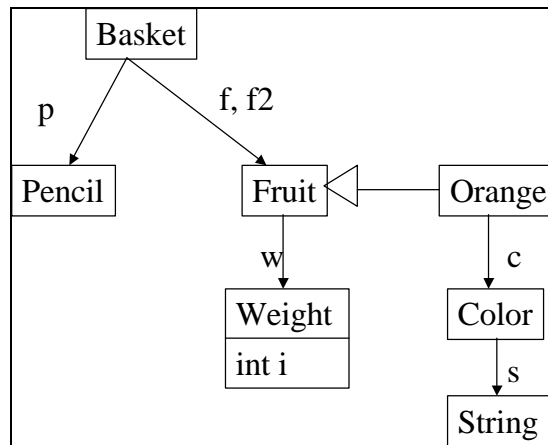 Basket
p
f, f2
Pencil
Fruit
Orange
w
c
Weight
Color
int i
s
String